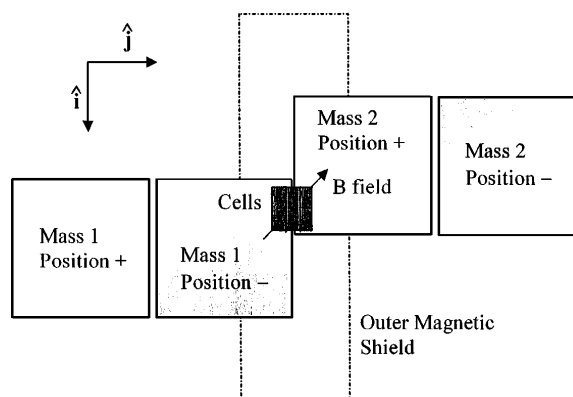 ĵ
î
Mass 2
Position +
Mass 2
Position −
Cells
B field
Mass 1
Position +
Mass 1
Position −
Outer Magnetic
Shield